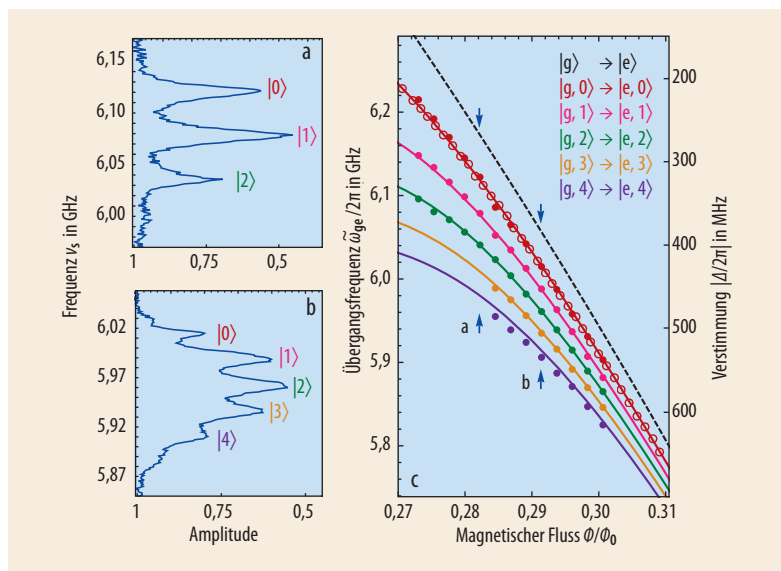 a
6,15
6,10
6,05
6,00
|0⟩
|1⟩
|2⟩
1
0,75
0,5
Frequenz νs in GHz
b
6,02
5,97
5,92
5,87
|0⟩
|1⟩
|2⟩
|3⟩
|4⟩
1
0,75
0,5
Amplitude
|g⟩ → |e⟩
|g, 0⟩ → |e, 0⟩
|g, 1⟩ → |e, 1⟩
|g, 2⟩ → |e, 2⟩
|g, 3⟩ → |e, 3⟩
|g, 4⟩ → |e, 4⟩
6,2
6,1
6,0
5,9
5,8
Übergangsfrequenz ω̃ge/2π in GHz
a
b
c
200
300
400
500
600
Verstimmung |Δ/2π| in MHz
0,27
0,28
0,29
0,30
0,31
Magnetischer Fluss Φ/Φ0